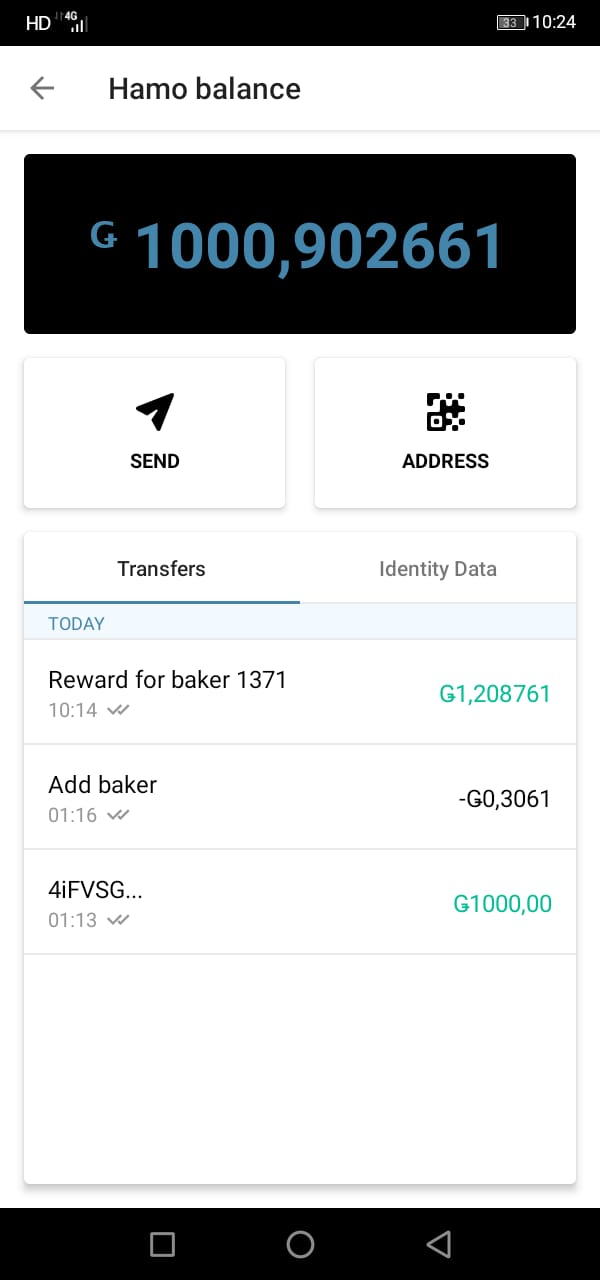 HD 4G 33 10:24
Hamo balance
Ǥ 1000,902661
SEND
ADDRESS
Transfers
Identity Data
TODAY
Reward for baker 1371
10:14
Ǥ1,208761
Add baker
01:16
-Ǥ0,3061
4iFVSG...
01:13
Ǥ1000,00